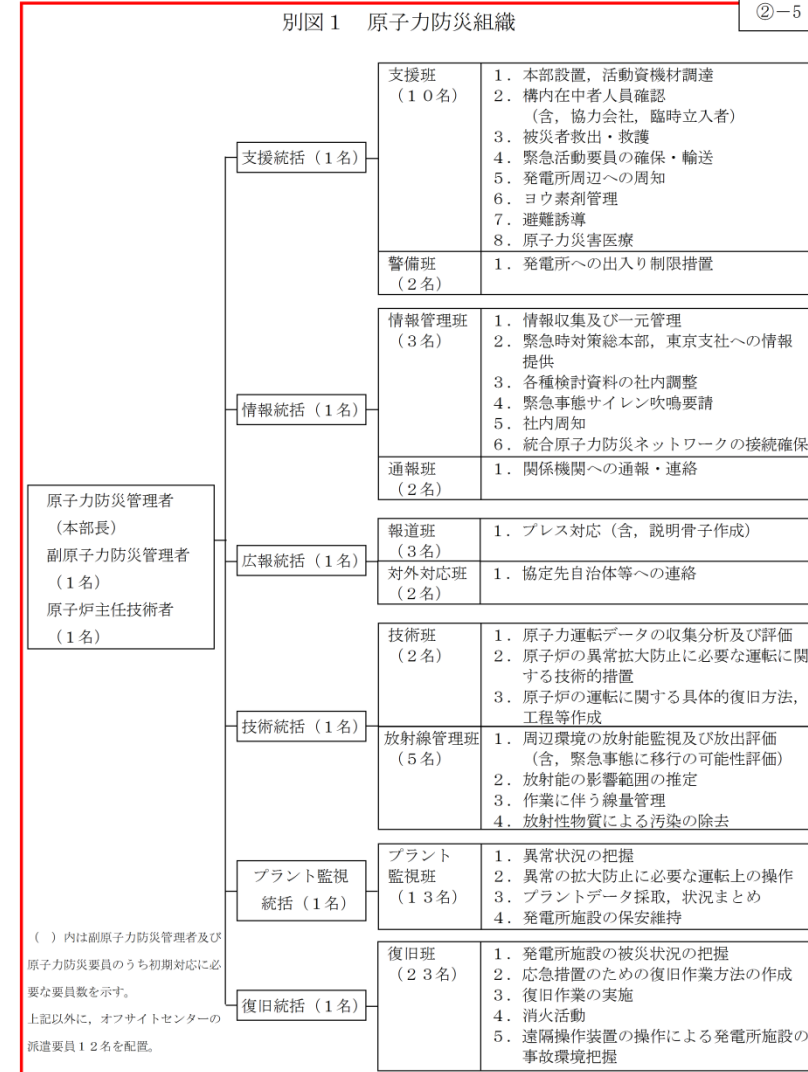 ②－5
別図１　原子力防災組織
支援統括（１名）
支援班
（１０名）
１．本部設置，活動資機材調達
２．構内在中者人員確認
（含，協力会社，臨時立入者）
３．被災者救出・救護
４．緊急活動要員の確保・輸送
５．発電所周辺への周知
６．ヨウ素剤管理
７．避難誘導
８．原子力災害医療
警備班
（２名）
１．発電所への出入り制限措置
情報統括（１名）
情報管理班
（３名）
１．情報収集及び一元管理
２．緊急時対策総本部，東京支社への情報
提供
３．各種検討資料の社内調整
４．緊急事態サイレン吹鳴要請
５．社内周知
６．統合原子力防災ネットワークの接続確保
通報班
（２名）
１．関係機関への通報・連絡
原子力防災管理者
（本部長）
副原子力防災管理者
（１名）
原子炉主任技術者
（１名）
広報統括（１名）
報道班
（３名）
１．プレス対応（含，説明骨子作成）
対外対応班
（２名）
１．協定先自治体等への連絡
技術統括（１名）
技術班
（２名）
１．原子力運転データの収集分析及び評価
２．原子炉の異常拡大防止に必要な運転に関
する技術的措置
３．原子炉の運転に関する具体的復旧方法，
工程等作成
放射線管理班
（５名）
１．周辺環境の放射能監視及び放出評価
（含，緊急事態に移行の可能性評価）
２．放射能の影響範囲の推定
３．作業に伴う線量管理
４．放射性物質による汚染の除去
プラント監視
統括（１名）
プラント
監視班
（１３名）
１．異常状況の把握
２．異常の拡大防止に必要な運転上の操作
３．プラントデータ採取，状況まとめ
４．発電所施設の保安維持
復旧統括（１名）
復旧班
（２３名）
１．発電所施設の被災状況の把握
２．応急措置のための復旧作業方法の作成
３．復旧作業の実施
４．消火活動
５．遠隔操作装置の操作による発電所施設の
事故環境把握
（　）内は副原子力防災管理者及び
原子力防災要員のうち初期対応に必
要な要員数を示す。
上記以外に，オフサイトセンターの
派遣要員１２名を配置。